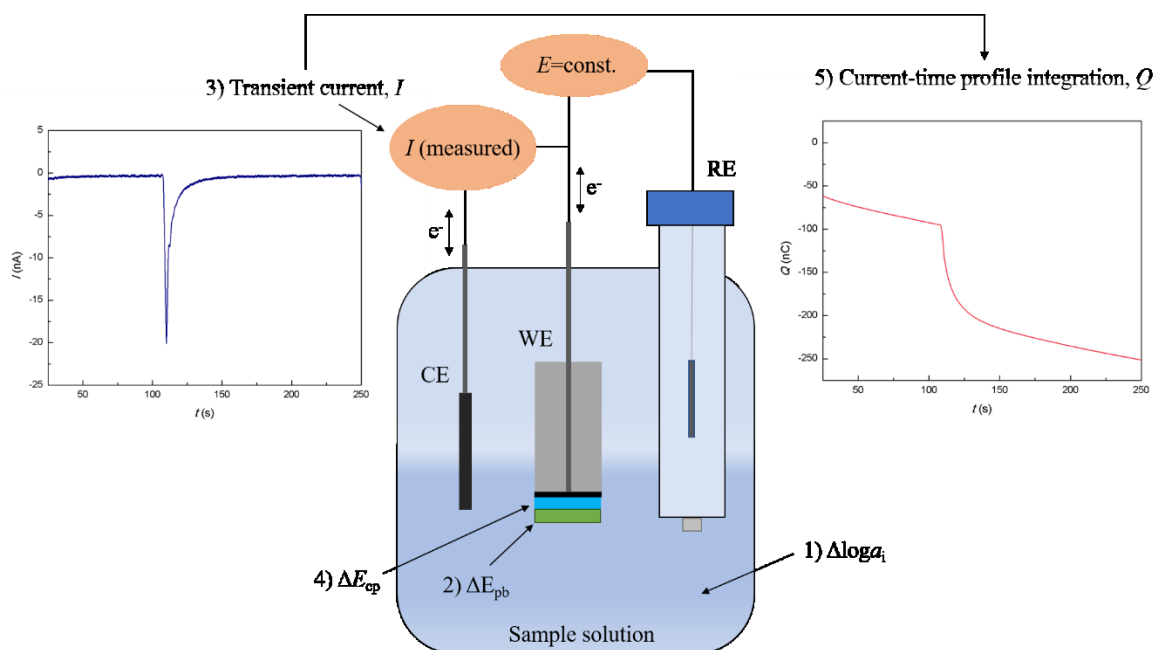 3) Transient current, I
E=const.
5) Current-time profile integration, Q
I (measured)
RE
e-
e-
WE
CE
4) ΔEcp
2) ΔEpb
1) Δlogai
Sample solution
I (nA)
5
0
-5
-10
-15
-20
-25
50
100
150
200
250
t (s)
Q (nC)
0
-50
-100
-150
-200
-250
50
100
150
200
250
t (s)